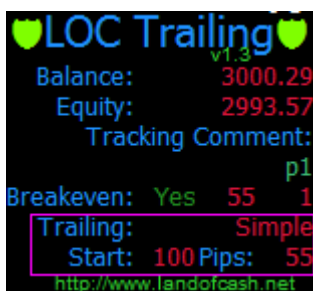 LOC Trailing
v1.3
Balance: 3000.29
Equity: 2993.57
Tracking Comment:
p1
Breakeven: Yes 55 1
Trailing: Simple
Start: 100 Pips: 55
http://www.landofcash.net